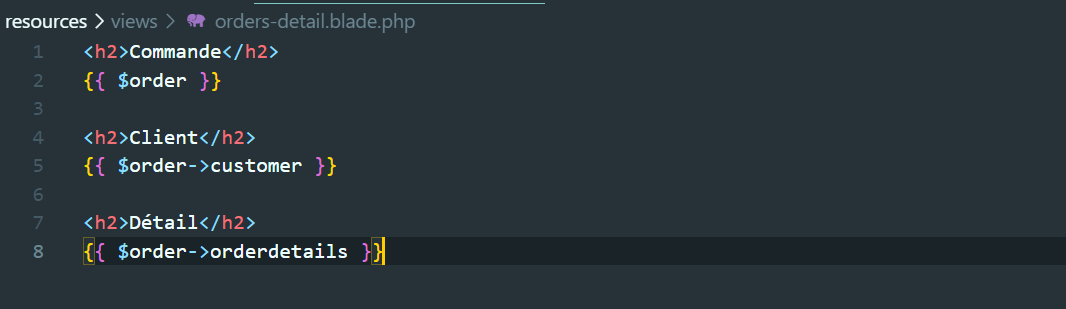 resources > views > orders-detail.blade.php
1 <h2>Commande</h2>
2 {{ $order }}
3
4 <h2>Client</h2>
5 {{ $order->customer }}
6
7 <h2>Détail</h2>
8 {{ $order->orderdetails }}